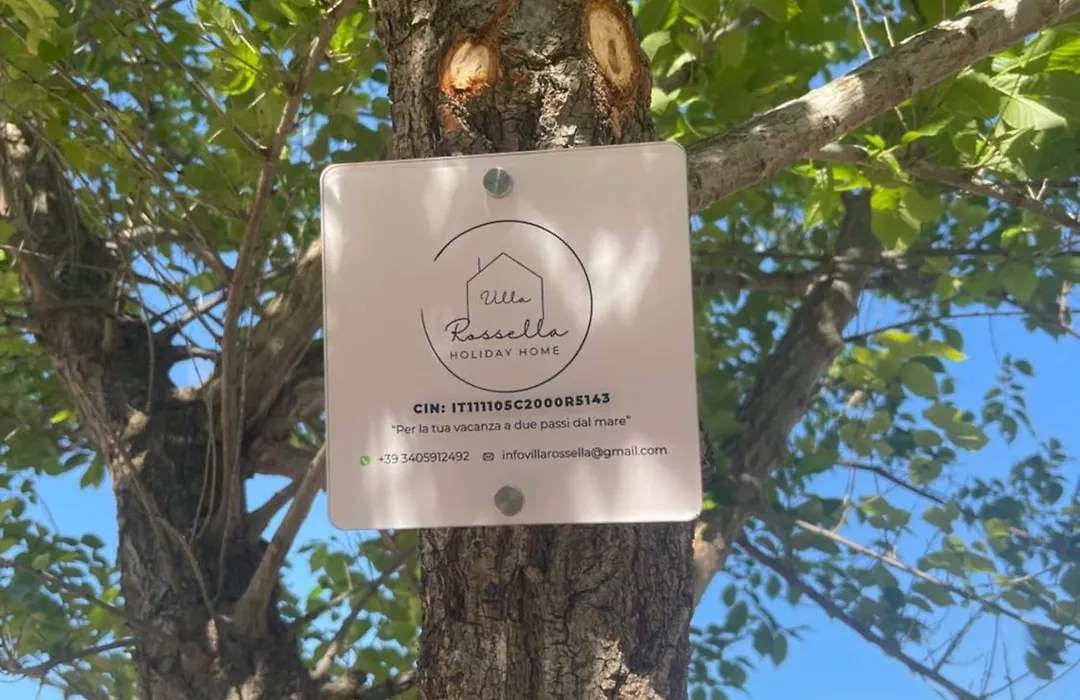 Villa
Rossella
HOLIDAY HOME
CIN: IT111105C2000R5143
"Per la tua vacanza a due passi dal mare"
+39 3405912492 infovillarossella@gmail.com